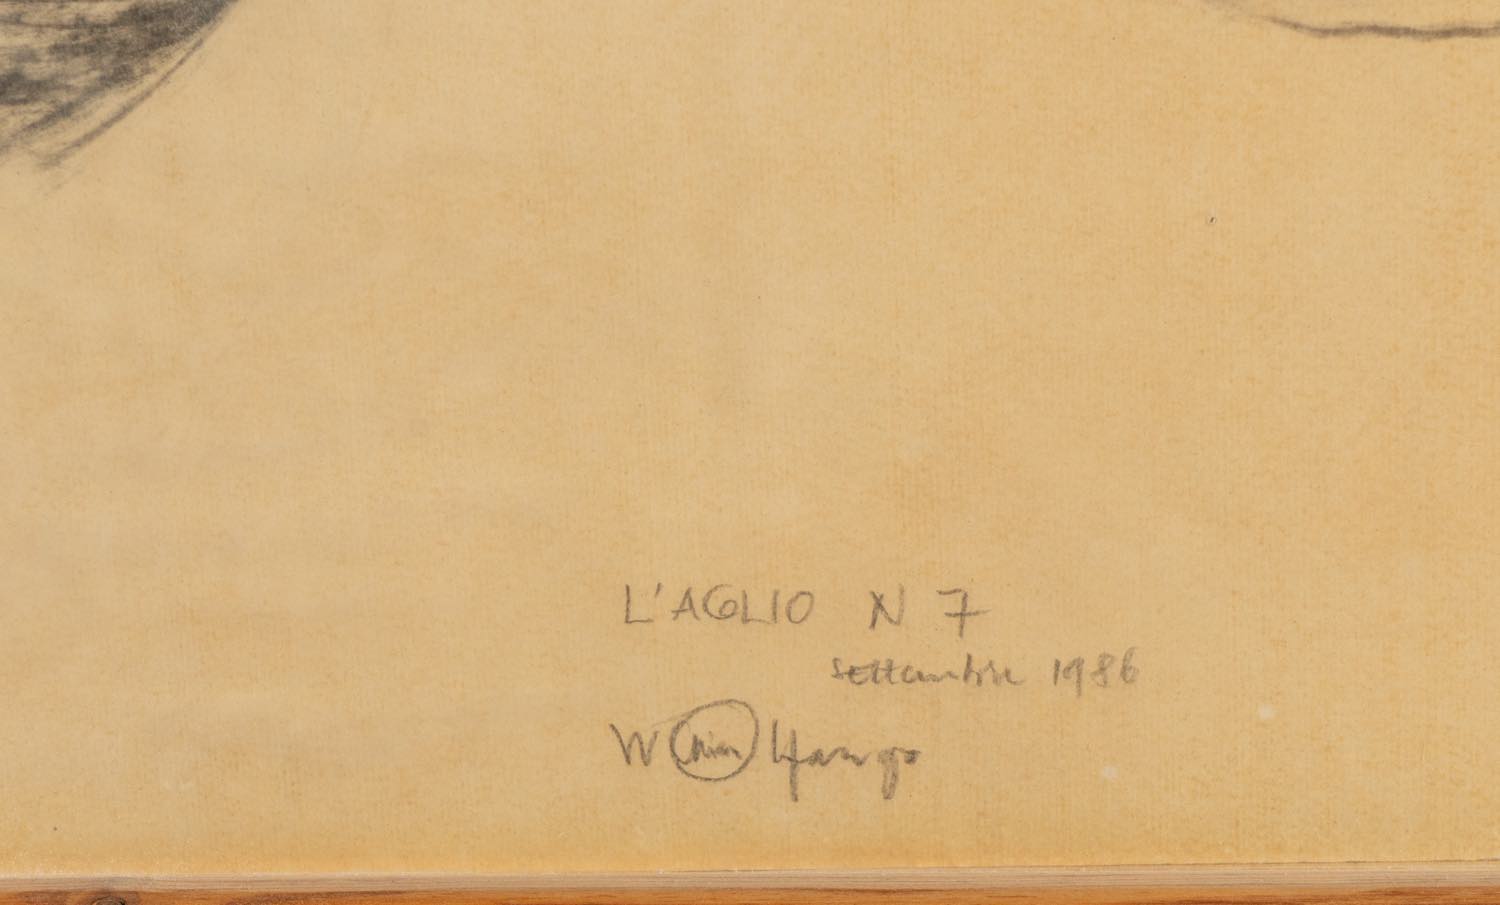 L'AGLIO N 7
settembre 1986
W